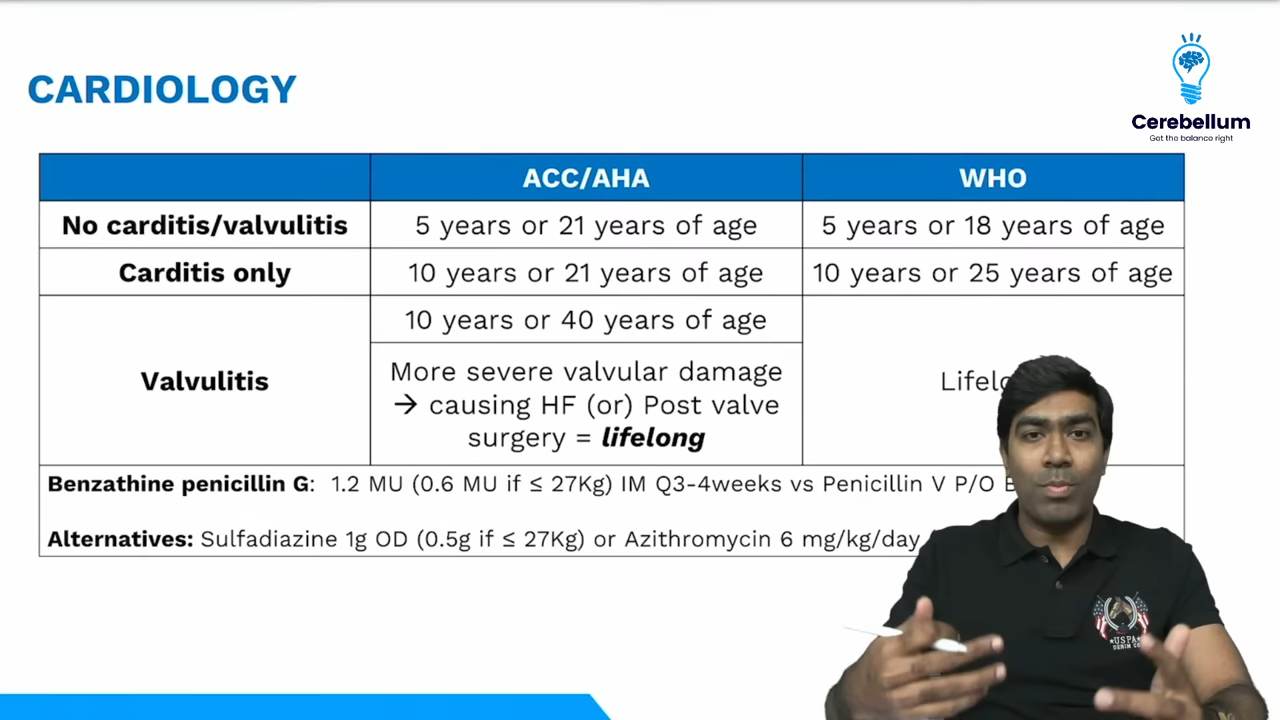 CARDIOLOGY
Cerebellum
Get the balance right
ACC/AHA
WHO
No carditis/valvulitis
5 years or 21 years of age
5 years or 18 years of age
Carditis only
10 years or 21 years of age
10 years or 25 years of age
Valvulitis
10 years or 40 years of age
More severe valvular damage
→ causing HF (or) Post valve
surgery = lifelong
Benzathine penicillin G: 1.2 MU (0.6 MU if ≤ 27Kg) IM Q3-4weeks vs Penicillin V P/O
Alternatives: Sulfadiazine 1g OD (0.5g if ≤ 27Kg) or Azithromycin 6 mg/kg/day
USPA
DENIM CO